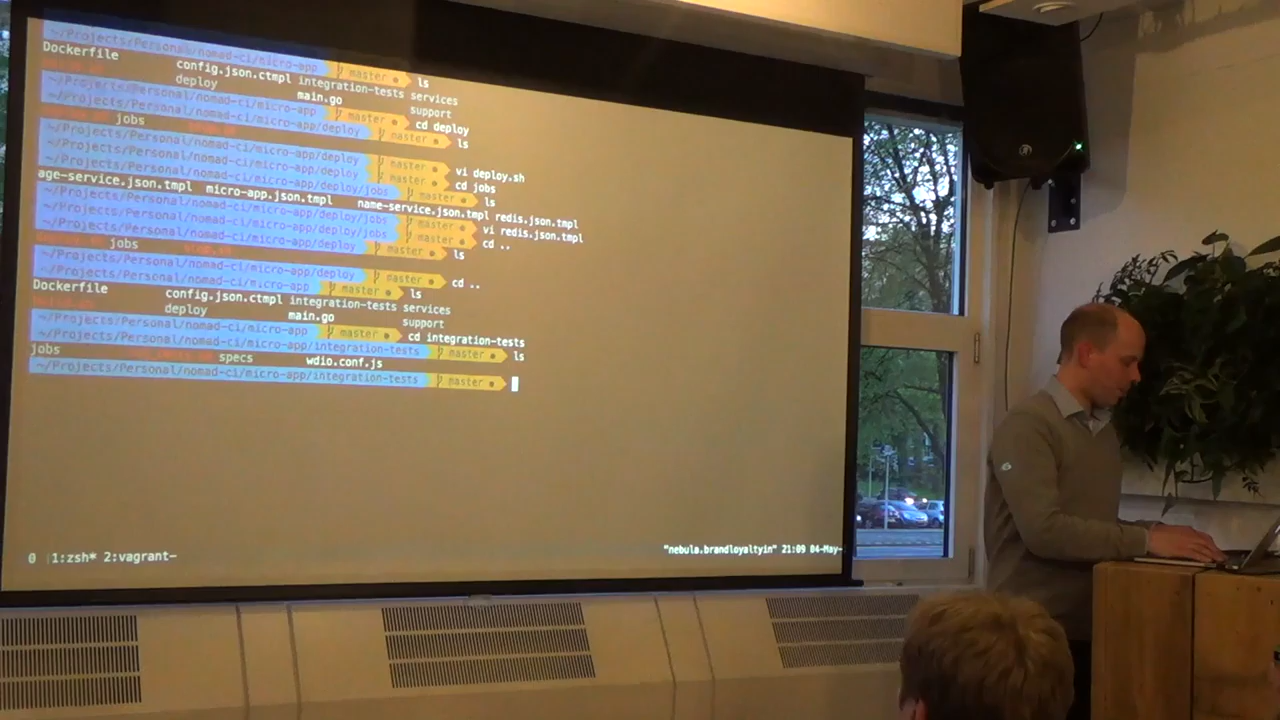 ~/Projects/Personal/nomad-ci/micro-app master ● ls
Dockerfile config.json.ctmpl integration-tests services
deploy main.go support
~/Projects/Personal/nomad-ci/micro-app master ● cd deploy
~/Projects/Personal/nomad-ci/micro-app/deploy master ● ls
jobs
~/Projects/Personal/nomad-ci/micro-app/deploy master ● vi deploy.sh
~/Projects/Personal/nomad-ci/micro-app/deploy master ● cd jobs
~/Projects/Personal/nomad-ci/micro-app/deploy/jobs master ● ls
age-service.json.tmpl micro-app.json.tmpl name-service.json.tmpl redis.json.tmpl
~/Projects/Personal/nomad-ci/micro-app/deploy/jobs master ● vi redis.json.tmpl
~/Projects/Personal/nomad-ci/micro-app/deploy/jobs master ● cd ..
~/Projects/Personal/nomad-ci/micro-app/deploy master ● ls
jobs
~/Projects/Personal/nomad-ci/micro-app/deploy master ● cd ..
~/Projects/Personal/nomad-ci/micro-app master ● ls
Dockerfile config.json.ctmpl integration-tests services
deploy main.go support
~/Projects/Personal/nomad-ci/micro-app master ● cd integration-tests
~/Projects/Personal/nomad-ci/micro-app/integration-tests master ● ls
jobs specs wdio.conf.js
~/Projects/Personal/nomad-ci/micro-app/integration-tests master ●
0 1:zsh* 2:vagrant- "nebula.brandloyaltyin" 21:09 04-May-